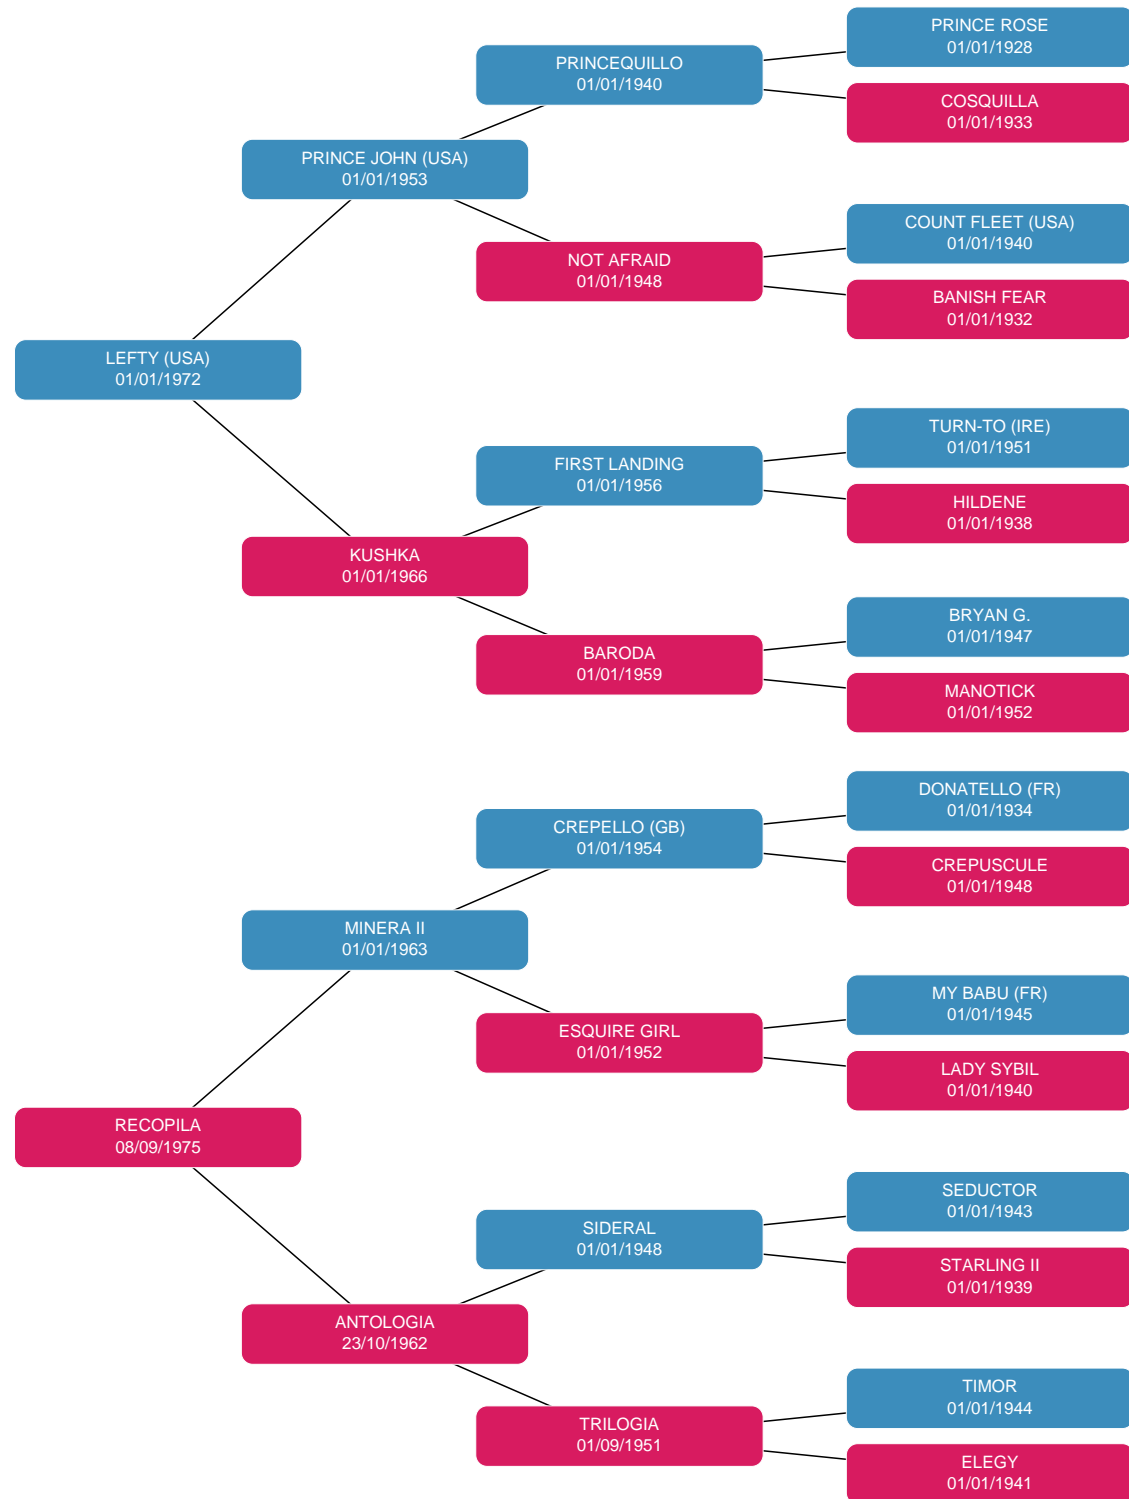 PRINCE ROSE
01/01/1928
PRINCEQUILLO
01/01/1940
COSQUILLA
01/01/1933
PRINCE JOHN (USA)
01/01/1953
COUNT FLEET (USA)
01/01/1940
NOT AFRAID
01/01/1948
BANISH FEAR
01/01/1932
LEFTY (USA)
01/01/1972
TURN-TO (IRE)
01/01/1951
FIRST LANDING
01/01/1956
HILDENE
01/01/1938
KUSHKA
01/01/1966
BRYAN G.
01/01/1947
BARODA
01/01/1959
MANOTICK
01/01/1952
DONATELLO (FR)
01/01/1934
CREPELLO (GB)
01/01/1954
CREPUSCULE
01/01/1948
MINERA II
01/01/1963
MY BABU (FR)
01/01/1945
ESQUIRE GIRL
01/01/1952
LADY SYBIL
01/01/1940
RECOPILA
08/09/1975
SEDUCTOR
01/01/1943
SIDERAL
01/01/1948
STARLING II
01/01/1939
ANTOLOGIA
23/10/1962
TIMOR
01/01/1944
TRILOGIA
01/09/1951
ELEGY
01/01/1941